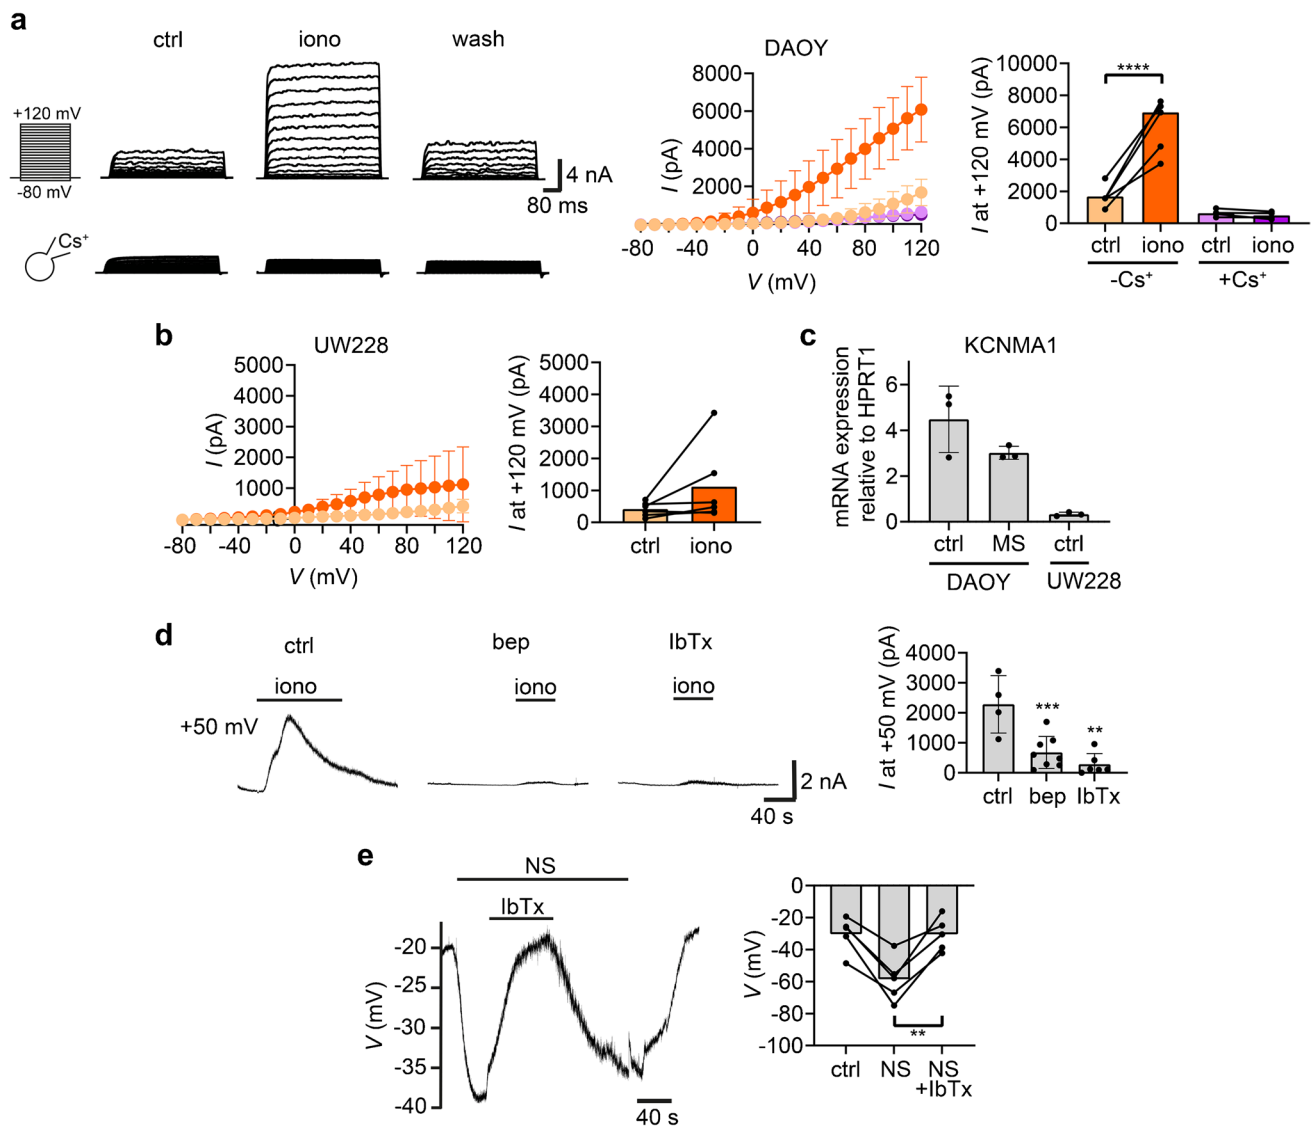 a
ctrl
iono
wash
+120 mV
-80 mV
4 nA
80 ms
Cs⁺
DAOY
I (pA)
8000
6000
4000
2000
-80
-40
0
40
80
120
V (mV)
I at +120 mV (pA)
10000
8000
6000
4000
2000
0
****
ctrl
iono
ctrl
iono
-Cs⁺
+Cs⁺
b
UW228
I (pA)
5000
4000
3000
2000
1000
-80
-40
0
40
80
120
V (mV)
I at +120 mV (pA)
5000
4000
3000
2000
1000
0
ctrl
iono
c
KCNMA1
mRNA expression
relative to HPRT1
6
4
2
0
ctrl
MS
ctrl
DAOY
UW228
d
ctrl
bep
IbTx
iono
iono
iono
+50 mV
2 nA
40 s
I at +50 mV (pA)
4000
3000
2000
1000
0
***
**
ctrl
bep
IbTx
e
NS
IbTx
V (mV)
-20
-25
-30
-35
-40
40 s
V (mV)
0
-20
-40
-60
-80
-100
**
ctrl
NS
NS
+IbTx